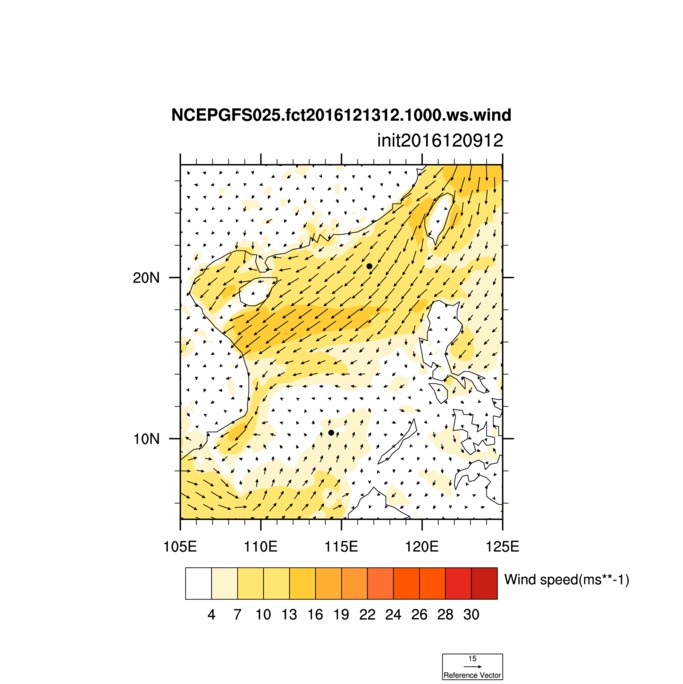 NCEPGFS025.fct2016121312.1000.ws.wind
init2016120912
20N
10N
105E 110E 115E 120E 125E
Wind speed(ms**-1)
4 7 10 13 16 19 22 24 26 28 30
15
Reference Vector